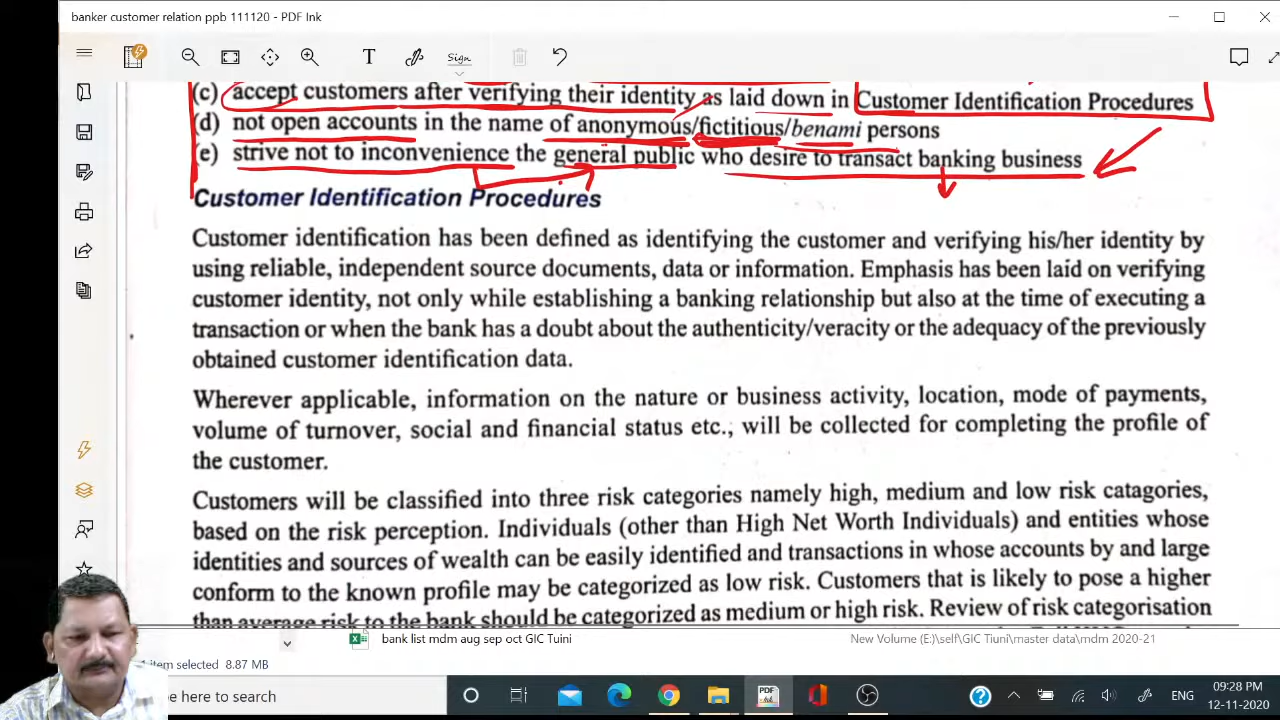 banker customer relation ppb 111120 - PDF Ink
T
Sign
(c) accept customers after verifying their identity as laid down in Customer Identification Procedures
(d) not open accounts in the name of anonymous/fictitious/benami persons
(e) strive not to inconvenience the general public who desire to transact banking business
Customer Identification Procedures
Customer identification has been defined as identifying the customer and verifying his/her identity by
using reliable, independent source documents, data or information. Emphasis has been laid on verifying
customer identity, not only while establishing a banking relationship but also at the time of executing a
transaction or when the bank has a doubt about the authenticity/veracity or the adequacy of the previously
obtained customer identification data.
Wherever applicable, information on the nature or business activity, location, mode of payments,
volume of turnover, social and financial status etc., will be collected for completing the profile of
the customer.
Customers will be classified into three risk categories namely high, medium and low risk catagories,
based on the risk perception. Individuals (other than High Net Worth Individuals) and entities whose
identities and sources of wealth can be easily identified and transactions in whose accounts by and large
conform to the known profile may be categorized as low risk. Customers that is likely to pose a higher
than average risk to the bank should be categorized as medium or high risk. Review of risk categorisation
bank list mdm aug sep oct GIC Tuini New Volume (E:)\self\GIC Tiuni\master data\mdm 2020-21
item selected 8.87 MB
here to search
PDF
Ink
ENG
09:28 PM
12-11-2020